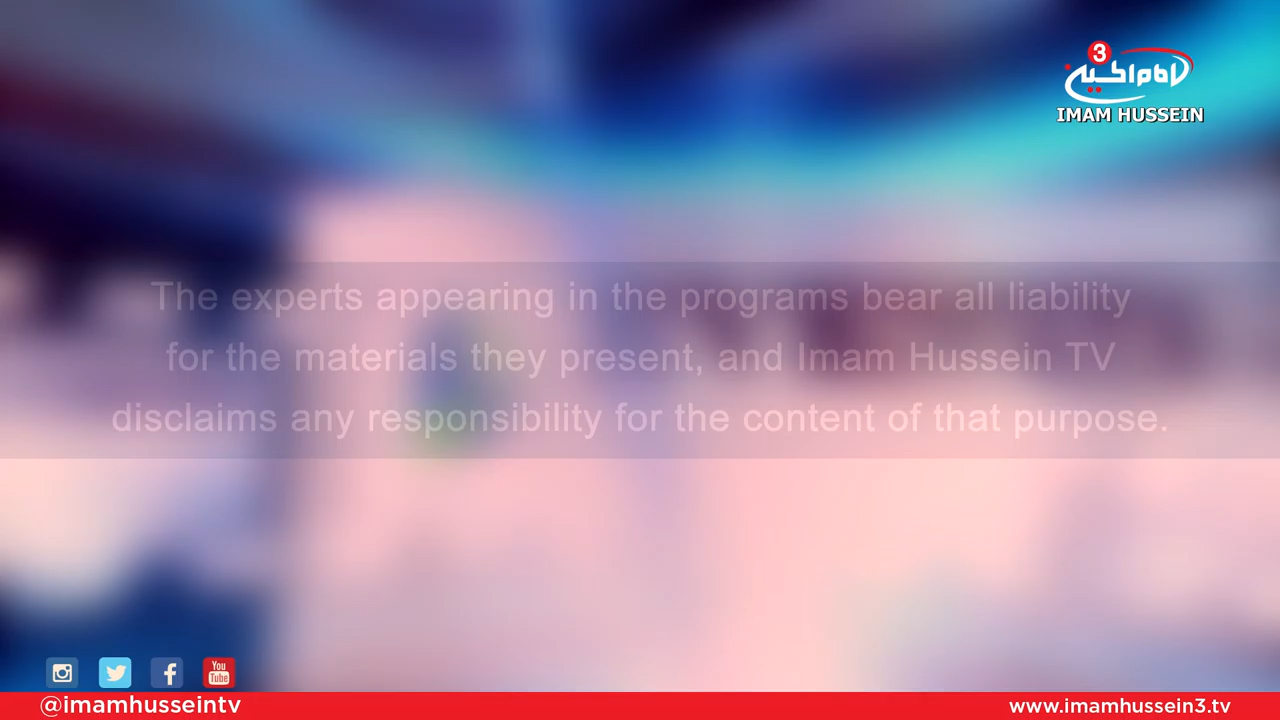 3
الامام الحسين
IMAM HUSSEIN
The experts appearing in the programs bear all liability
for the materials they present, and Imam Hussein TV
disclaims any responsibility for the content of that purpose.
You
Tube
@imamhusseintv
www.imamhussein3.tv